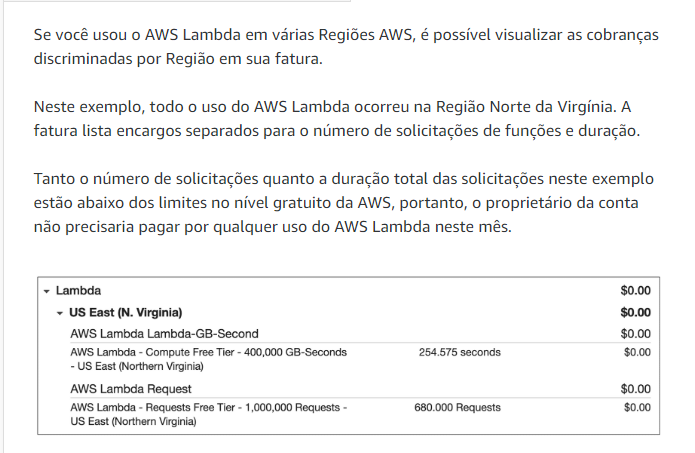 Se você usou o AWS Lambda em várias Regiões AWS, é possível visualizar as cobranças
discriminadas por Região em sua fatura.
Neste exemplo, todo o uso do AWS Lambda ocorreu na Região Norte da Virgínia. A
fatura lista encargos separados para o número de solicitações de funções e duração.
Tanto o número de solicitações quanto a duração total das solicitações neste exemplo
estão abaixo dos limites no nível gratuito da AWS, portanto, o proprietário da conta
não precisaria pagar por qualquer uso do AWS Lambda neste mês.
Lambda $0.00
US East (N. Virginia) $0.00
AWS Lambda Lambda-GB-Second $0.00
AWS Lambda - Compute Free Tier - 400,000 GB-Seconds 254.575 seconds $0.00
- US East (Northern Virginia)
AWS Lambda Request $0.00
AWS Lambda - Requests Free Tier - 1,000,000 Requests - 680.000 Requests $0.00
US East (Northern Virginia)